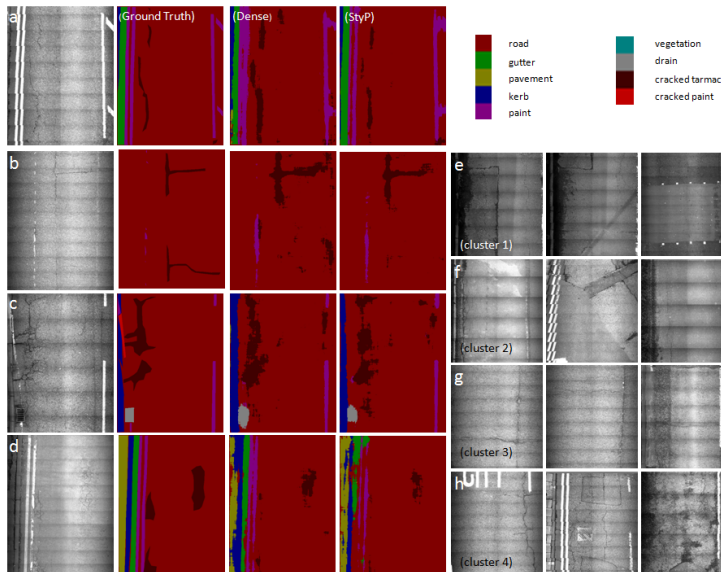 a
(Ground Truth)
(Dense)
(StyP)
road
gutter
pavement
kerb
paint
vegetation
drain
cracked tarmac
cracked paint
b
c
d
e
(cluster 1)
f
(cluster 2)
g
(cluster 3)
h
(cluster 4)